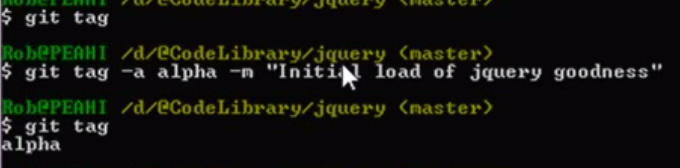 Rob@PEAHI /d/@CodeLibrary/jquery (master)
$ git tag
Rob@PEAHI /d/@CodeLibrary/jquery (master)
$ git tag -a alpha -m "Initial load of jquery goodness"
Rob@PEAHI /d/@CodeLibrary/jquery (master)
$ git tag
alpha